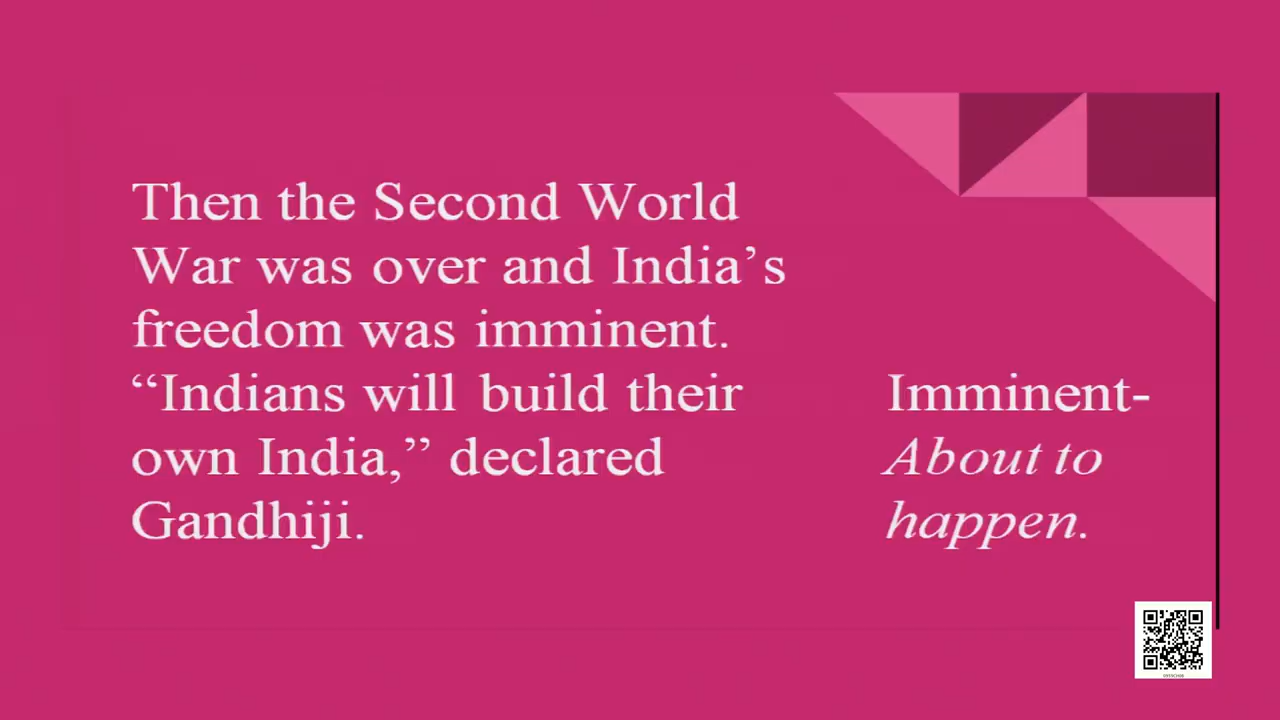 Then the Second World
War was over and India’s
freedom was imminent.
“Indians will build their
own India,” declared
Gandhiji.
Imminent-
About to
happen.